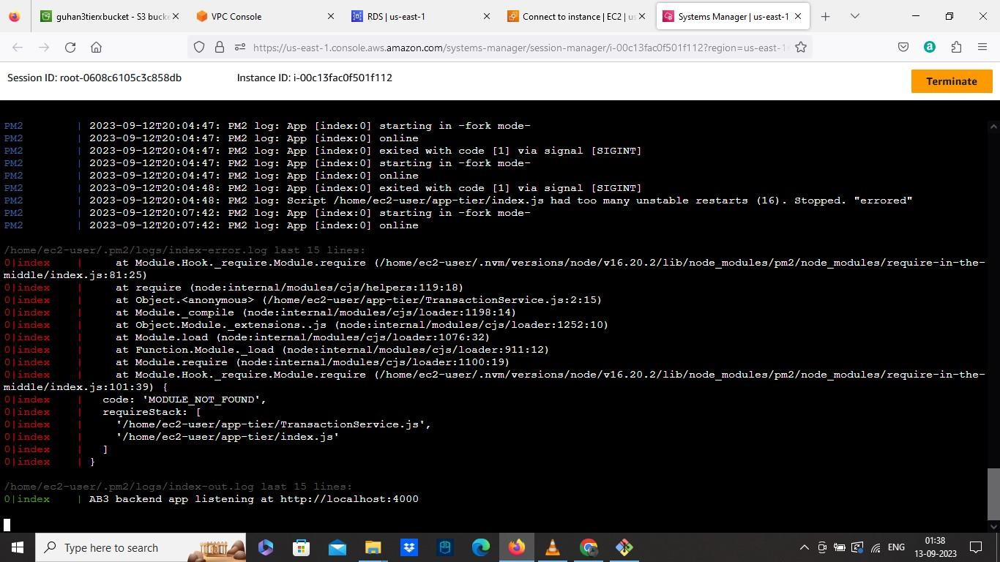 guhan3tierxbucket - S3 bucke
VPC Console
RDS | us-east-1
Connect to instance | EC2 | us
Systems Manager | us-east-1
https://us-east-1.console.aws.amazon.com/systems-manager/session-manager/i-00c13fac0f501f112?region=us-east-1
Session ID: root-0608c6105c3c858db
Instance ID: i-00c13fac0f501f112
Terminate
PM2 | 2023-09-12T20:04:47: PM2 log: App [index:0] starting in -fork mode-
PM2 | 2023-09-12T20:04:47: PM2 log: App [index:0] online
PM2 | 2023-09-12T20:04:47: PM2 log: App [index:0] exited with code [1] via signal [SIGINT]
PM2 | 2023-09-12T20:04:47: PM2 log: App [index:0] starting in -fork mode-
PM2 | 2023-09-12T20:04:47: PM2 log: App [index:0] online
PM2 | 2023-09-12T20:04:48: PM2 log: App [index:0] exited with code [1] via signal [SIGINT]
PM2 | 2023-09-12T20:04:48: PM2 log: Script /home/ec2-user/app-tier/index.js had too many unstable restarts (16). Stopped. "errored"
PM2 | 2023-09-12T20:07:42: PM2 log: App [index:0] starting in -fork mode-
PM2 | 2023-09-12T20:07:42: PM2 log: App [index:0] online
/home/ec2-user/.pm2/logs/index-error.log last 15 lines:
0|index | at Module.Hook._require.Module.require (/home/ec2-user/.nvm/versions/node/v16.20.2/lib/node_modules/pm2/node_modules/require-in-the-
middle/index.js:81:25)
0|index | at require (node:internal/modules/cjs/helpers:119:18)
0|index | at Object.<anonymous> (/home/ec2-user/app-tier/TransactionService.js:2:15)
0|index | at Module._compile (node:internal/modules/cjs/loader:1198:14)
0|index | at Object.Module._extensions..js (node:internal/modules/cjs/loader:1252:10)
0|index | at Module.load (node:internal/modules/cjs/loader:1076:32)
0|index | at Function.Module._load (node:internal/modules/cjs/loader:911:12)
0|index | at Module.require (node:internal/modules/cjs/loader:1100:19)
0|index | at Module.Hook._require.Module.require (/home/ec2-user/.nvm/versions/node/v16.20.2/lib/node_modules/pm2/node_modules/require-in-the-
middle/index.js:101:39) {
0|index | code: 'MODULE_NOT_FOUND',
0|index | requireStack: [
0|index | '/home/ec2-user/app-tier/TransactionService.js',
0|index | '/home/ec2-user/app-tier/index.js'
0|index | ]
0|index | }
/home/ec2-user/.pm2/logs/index-out.log last 15 lines:
0|index | AB3 backend app listening at http://localhost:4000
Type here to search
ENG
01:38
13-09-2023